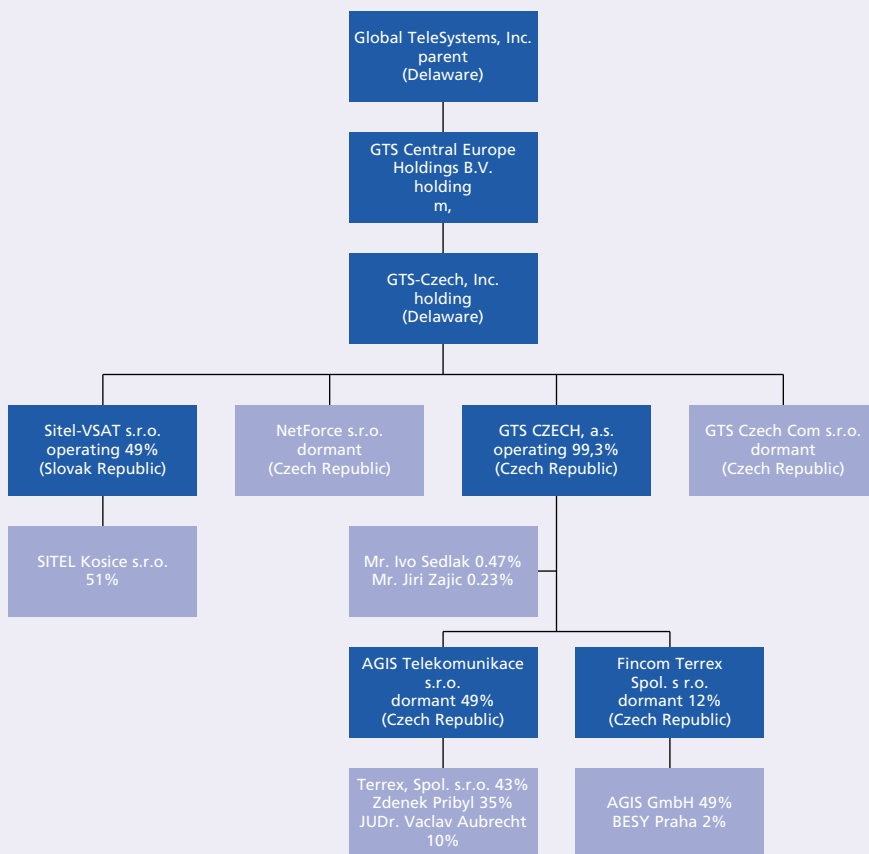 Global TeleSystems, Inc.
parent
(Delaware)
GTS Central Europe
Holdings B.V.
holding
m,
GTS-Czech, Inc.
holding
(Delaware)
Sitel-VSAT s.r.o.
operating 49%
(Slovak Republic)
NetForce s.r.o.
dormant
(Czech Republic)
GTS CZECH, a.s.
operating 99,3%
(Czech Republic)
GTS Czech Com s.r.o.
dormant
(Czech Republic)
SITEL Kosice s.r.o.
51%
Mr. Ivo Sedlak 0.47%
Mr. Jiri Zajic 0.23%
AGIS Telekomunikace
s.r.o.
dormant 49%
(Czech Republic)
Fincom Terrex
Spol. s r.o.
dormant 12%
(Czech Republic)
Terrex, Spol. s.r.o. 43%
Zdenek Pribyl 35%
JUDr. Vaclav Aubrecht
10%
AGIS GmbH 49%
BESY Praha 2%